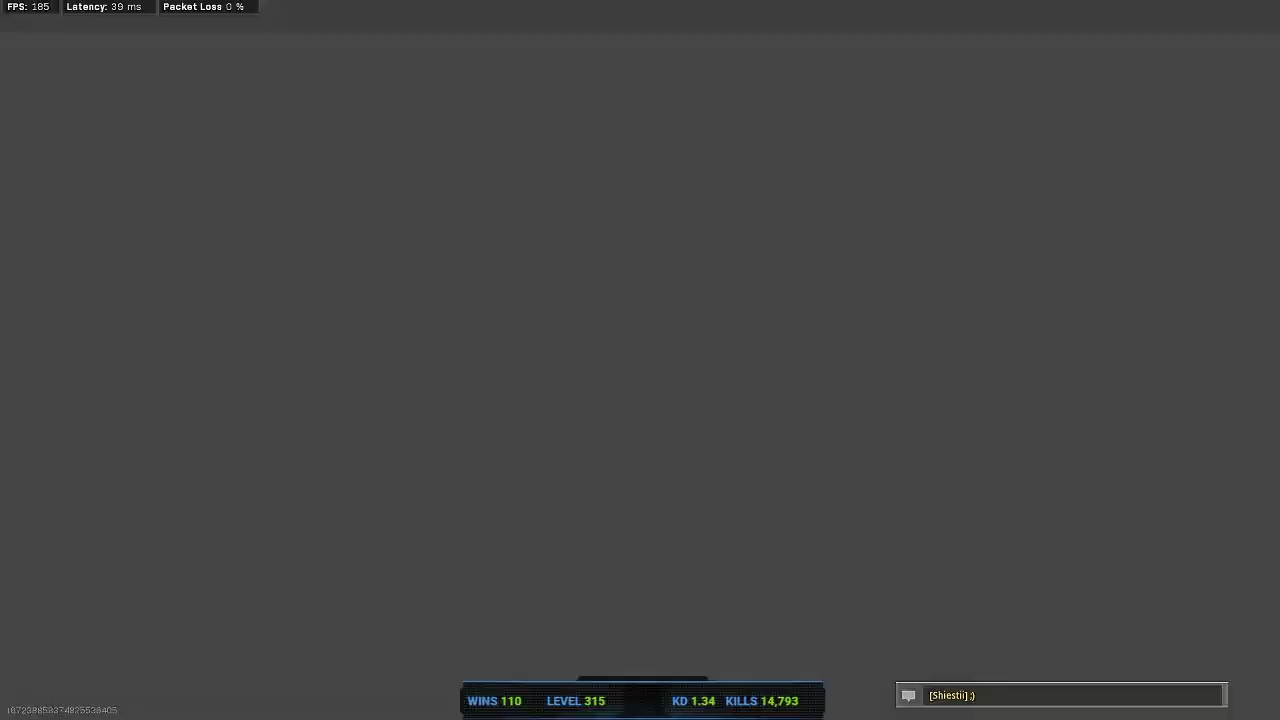 FPS: 185 Latency: 39 ms Packet Loss 0 %
WINS 110 LEVEL 315 KD 1.34 KILLS 14,793
[Shiestii] ;)